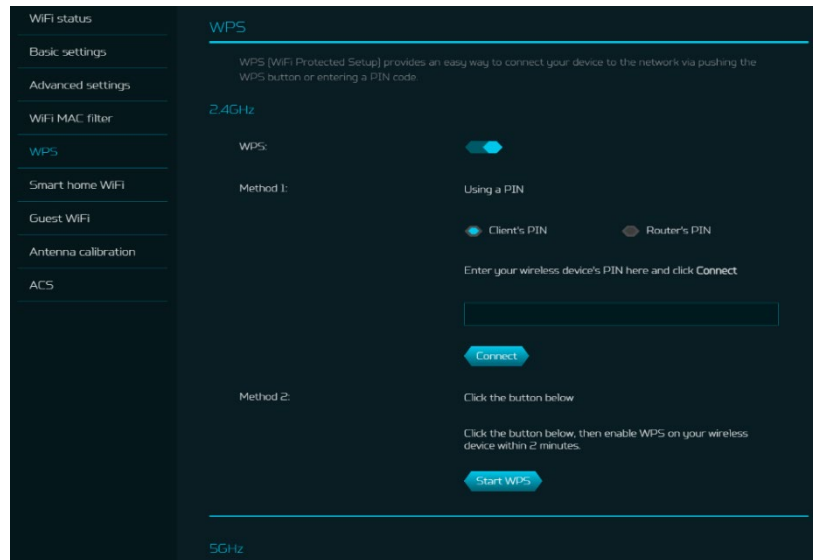 WiFi status
Basic settings
Advanced settings
WiFi MAC filter
WPS
Smart home WiFi
Guest WiFi
Antenna calibration
ACS
WPS
WPS (WiFi Protected Setup) provides an easy way to connect your device to the network via pushing the
WPS button or entering a PIN code
2.4GHz
WPS:
Method 1:
Using a PIN
Client's PIN
Router's PIN
Enter your wireless device's PIN here and click Connect
Connect
Method 2:
Click the button below
Click the button below, then enable WPS on your wireless
device within 2 minutes.
Start WPS
5GHz